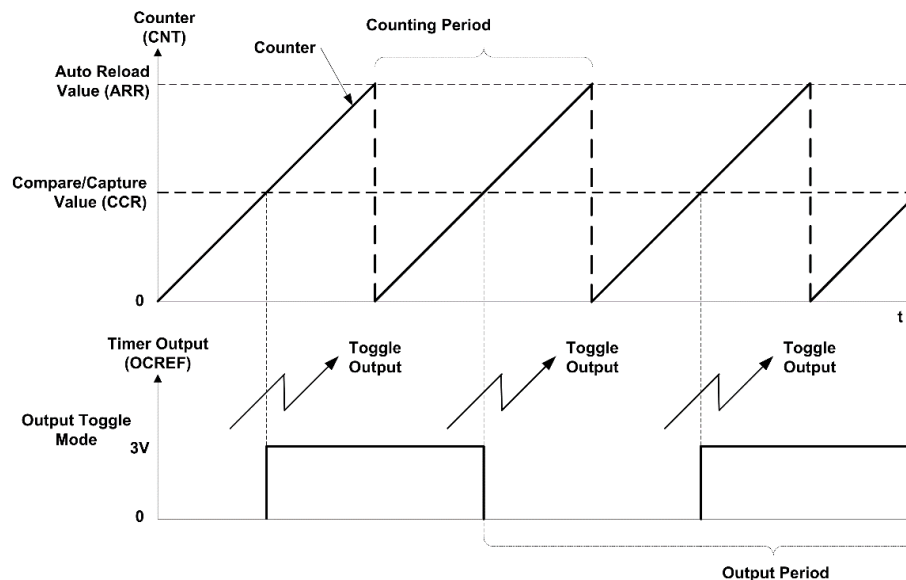 Counter
(CNT)
Counting Period
Counter
Auto Reload
Value (ARR)
Compare/Capture
Value (CCR)
0
t
Timer Output
(OCREF)
Toggle
Output
Toggle
Output
Toggle
Output
Output Toggle
Mode
3V
0
Output Period